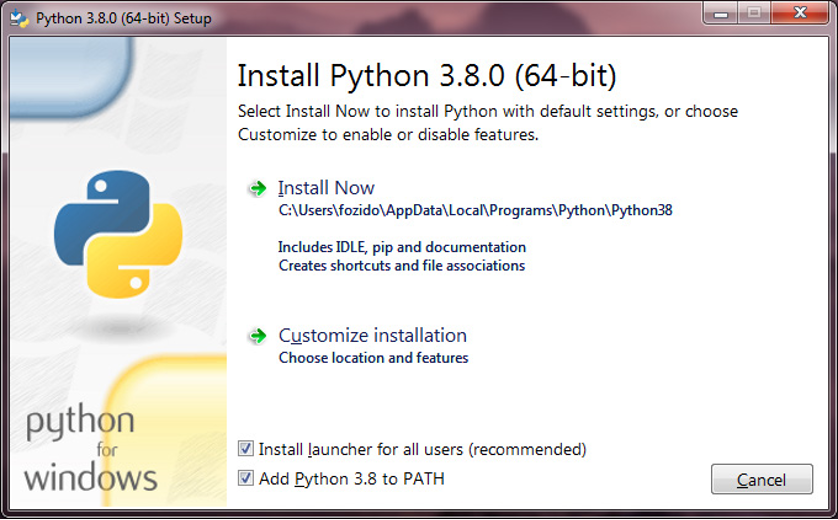 Python 3.8.0 (64-bit) Setup
Install Python 3.8.0 (64-bit)
Select Install Now to install Python with default settings, or choose
Customize to enable or disable features.
Install Now
C:\Users\fozido\AppData\Local\Programs\Python\Python38
Includes IDLE, pip and documentation
Creates shortcuts and file associations
Customize installation
Choose location and features
python
for
windows
Install launcher for all users (recommended)
Add Python 3.8 to PATH
Cancel